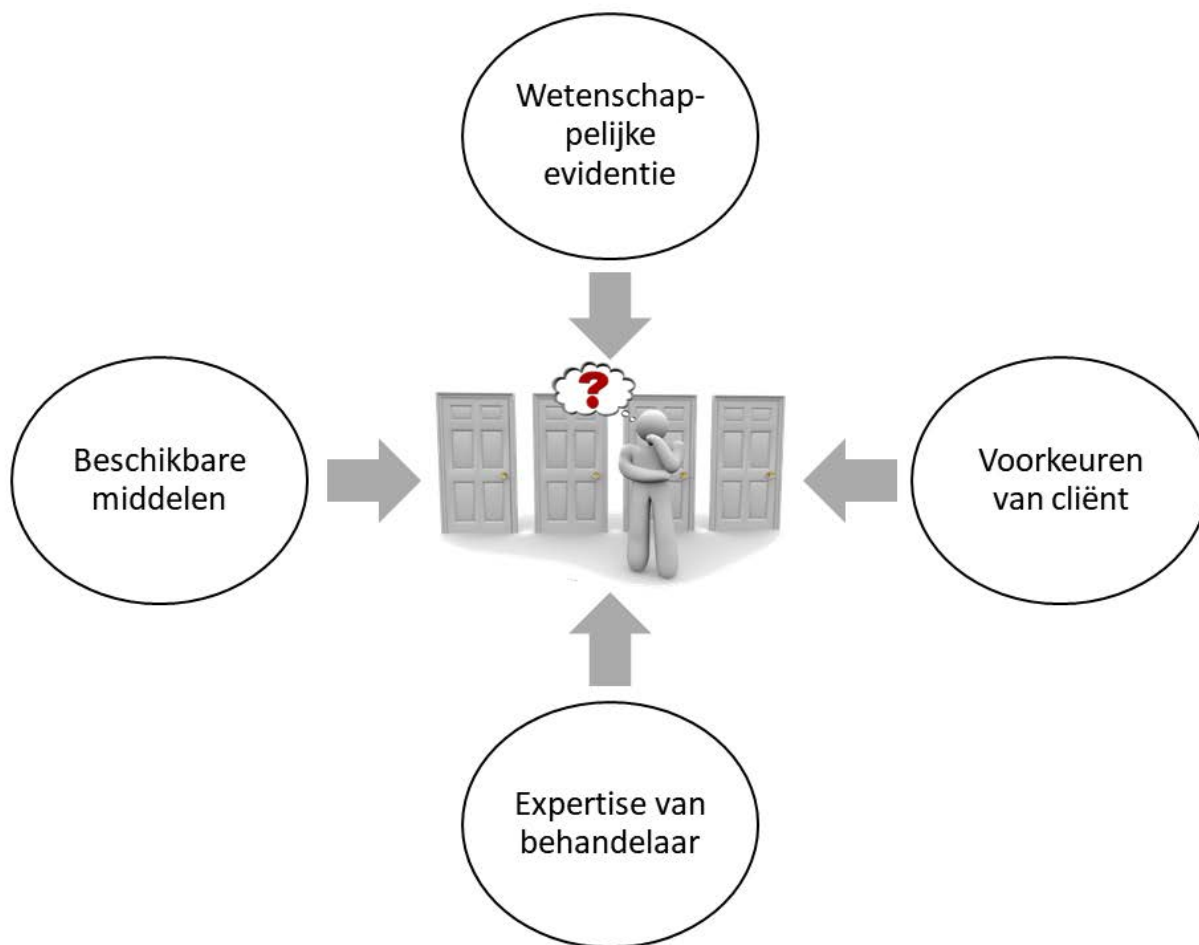 Wetenschap-
pelijke
evidentie
?
Beschikbare
middelen
Voorkeuren
van cliënt
Expertise van
behandelaar